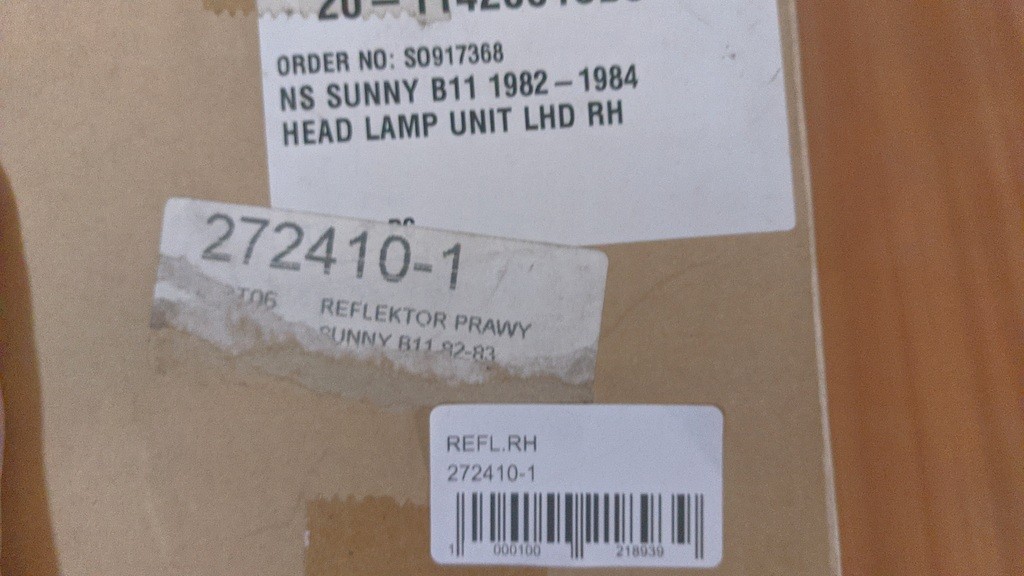 ORDER NO: SO917368
NS SUNNY B11 1982-1984
HEAD LAMP UNIT LHD RH
272410-1
REFLEKTOR PRAWY
SUNNY B11 82-83
REFL.RH
272410-1
1 000100 218939